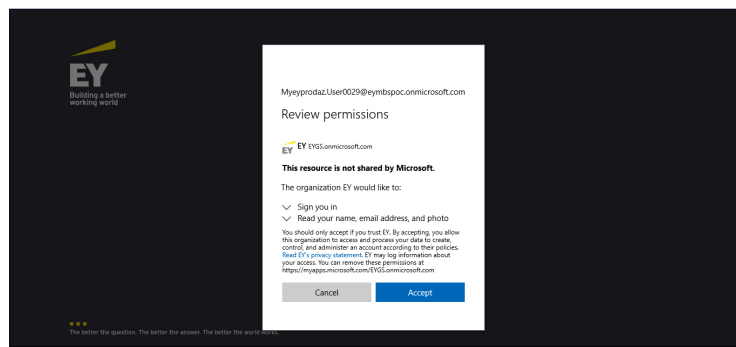 EY
Building a better
working world
Myeyprodaz.User0029@eymbspoc.onmicrosoft.com
Review permissions
EY EY EYGS.onmicrosoft.com
This resource is not shared by Microsoft.
The organization EY would like to:
Sign you in
Read your name, email address, and photo
You should only accept if you trust EY. By accepting, you allow
this organization to access and process your data to create,
control, and administer an account according to their policies.
Read EY's privacy statement. EY may log information about
your access. You can remove these permissions at
https://myapps.microsoft.com/EYGS.onmicrosoft.com
Cancel Accept
The better the question. The better the answer. The better the world works.